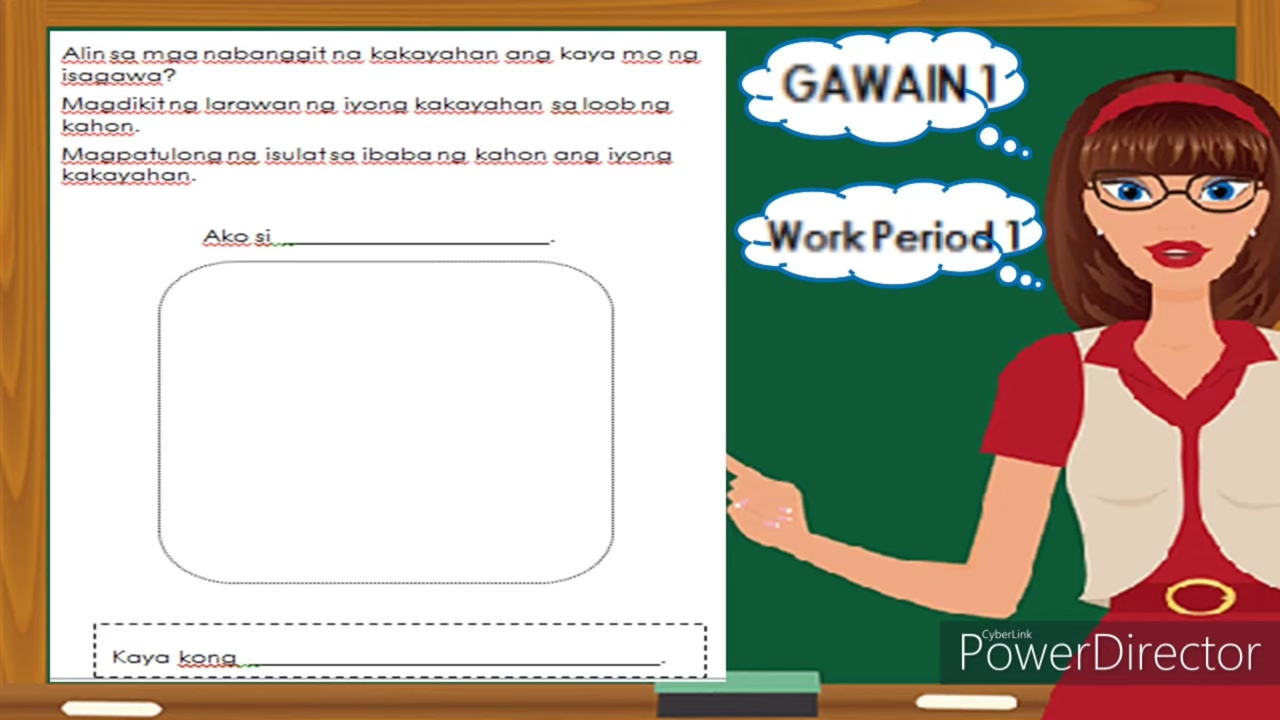 Alin sa mga nabanggit na kakayahan ang kaya mo ng
isagawa?
Magdikit ng larawan ng iyong kakayahan sa loob ng
kahon.
Magpatulong na isulat sa ibaba ng kahon ang iyong
kakayahan.
Ako si ______________________.
Kaya kong ______________________.
GAWAIN 1
Work Period 1
CyberLink
PowerDirector